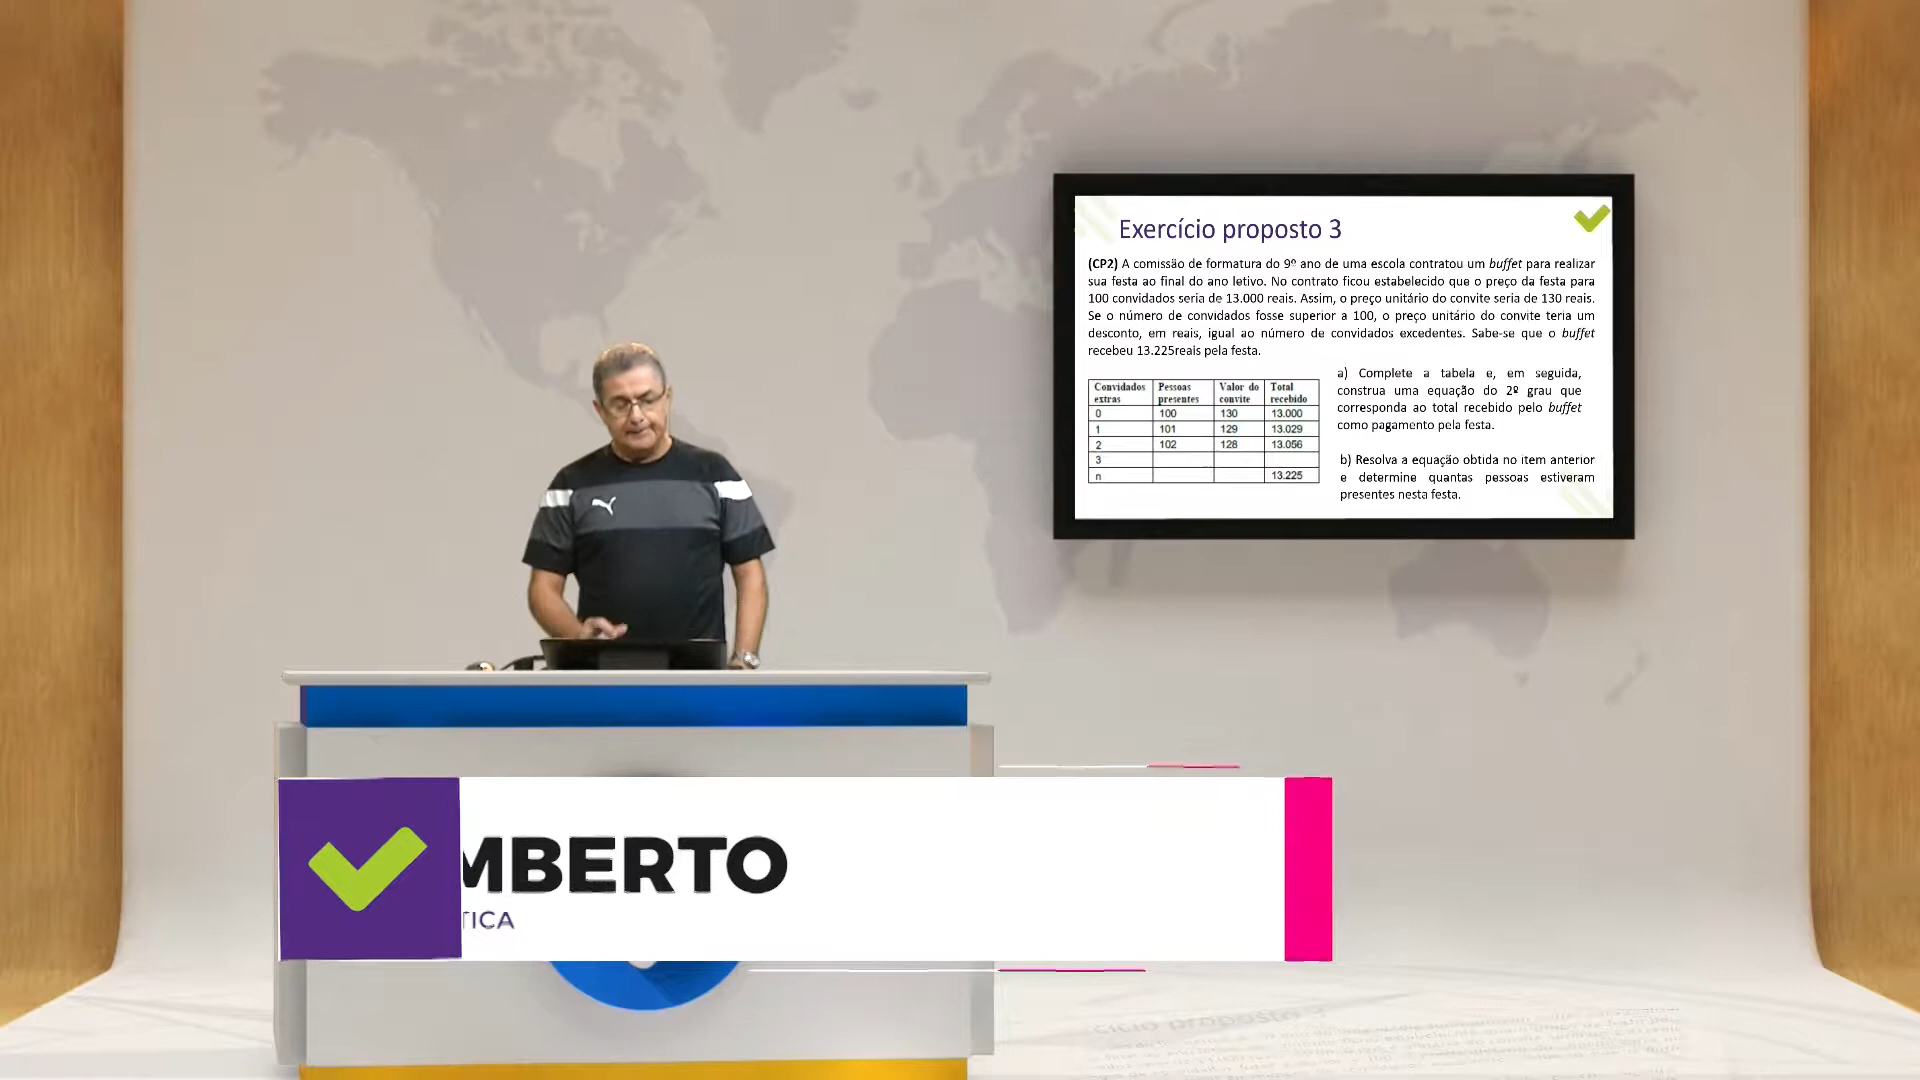 Exercício proposto 3
(CP2) A comissão de formatura do 9º ano de uma escola contratou um buffet para realizar
sua festa ao final do ano letivo. No contrato ficou estabelecido que o preço da festa para
100 convidados seria de 13.000 reais. Assim, o preço unitário do convite seria de 130 reais.
Se o número de convidados fosse superior a 100, o preço unitário do convite teria um
desconto, em reais, igual ao número de convidados excedentes. Sabe-se que o buffet
recebeu 13.225reais pela festa.
Convidados extras Pessoas presentes Valor do convite Total recebido
0 100 130 13.000
1 101 129 13.029
2 102 128 13.056
3
n 13.225
a) Complete a tabela e, em seguida,
construa uma equação do 2º grau que
corresponda ao total recebido pelo buffet
como pagamento pela festa.
b) Resolva a equação obtida no item anterior
e determine quantas pessoas estiveram
presentes nesta festa.
MBERTO
TICA